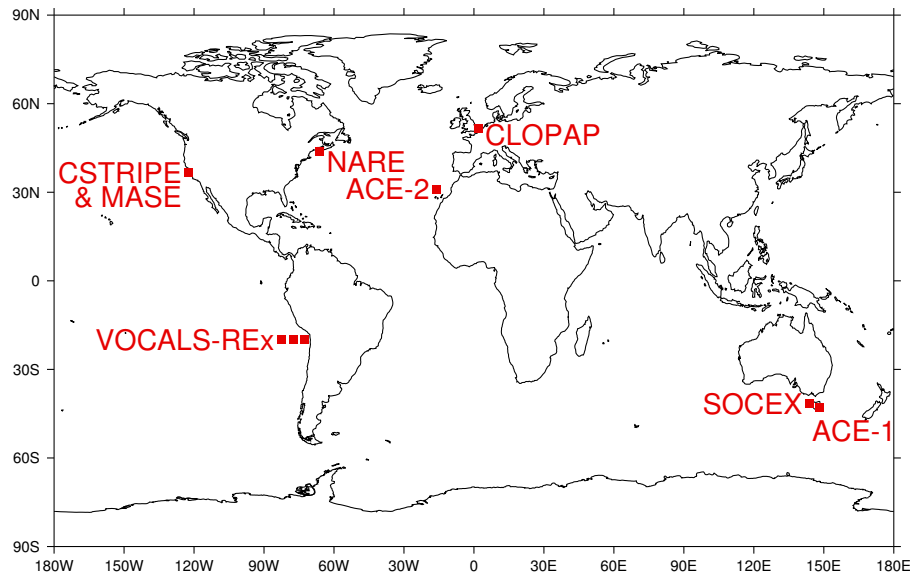 90N
60N
30N
0
30S
60S
90S
CLOPAP
NARE
CSTRIPE
& MASE
ACE-2
VOCALS-REx
SOCEX
ACE-1
180W 150W 120W 90W 60W 30W 0 30E 60E 90E 120E 150E 180E